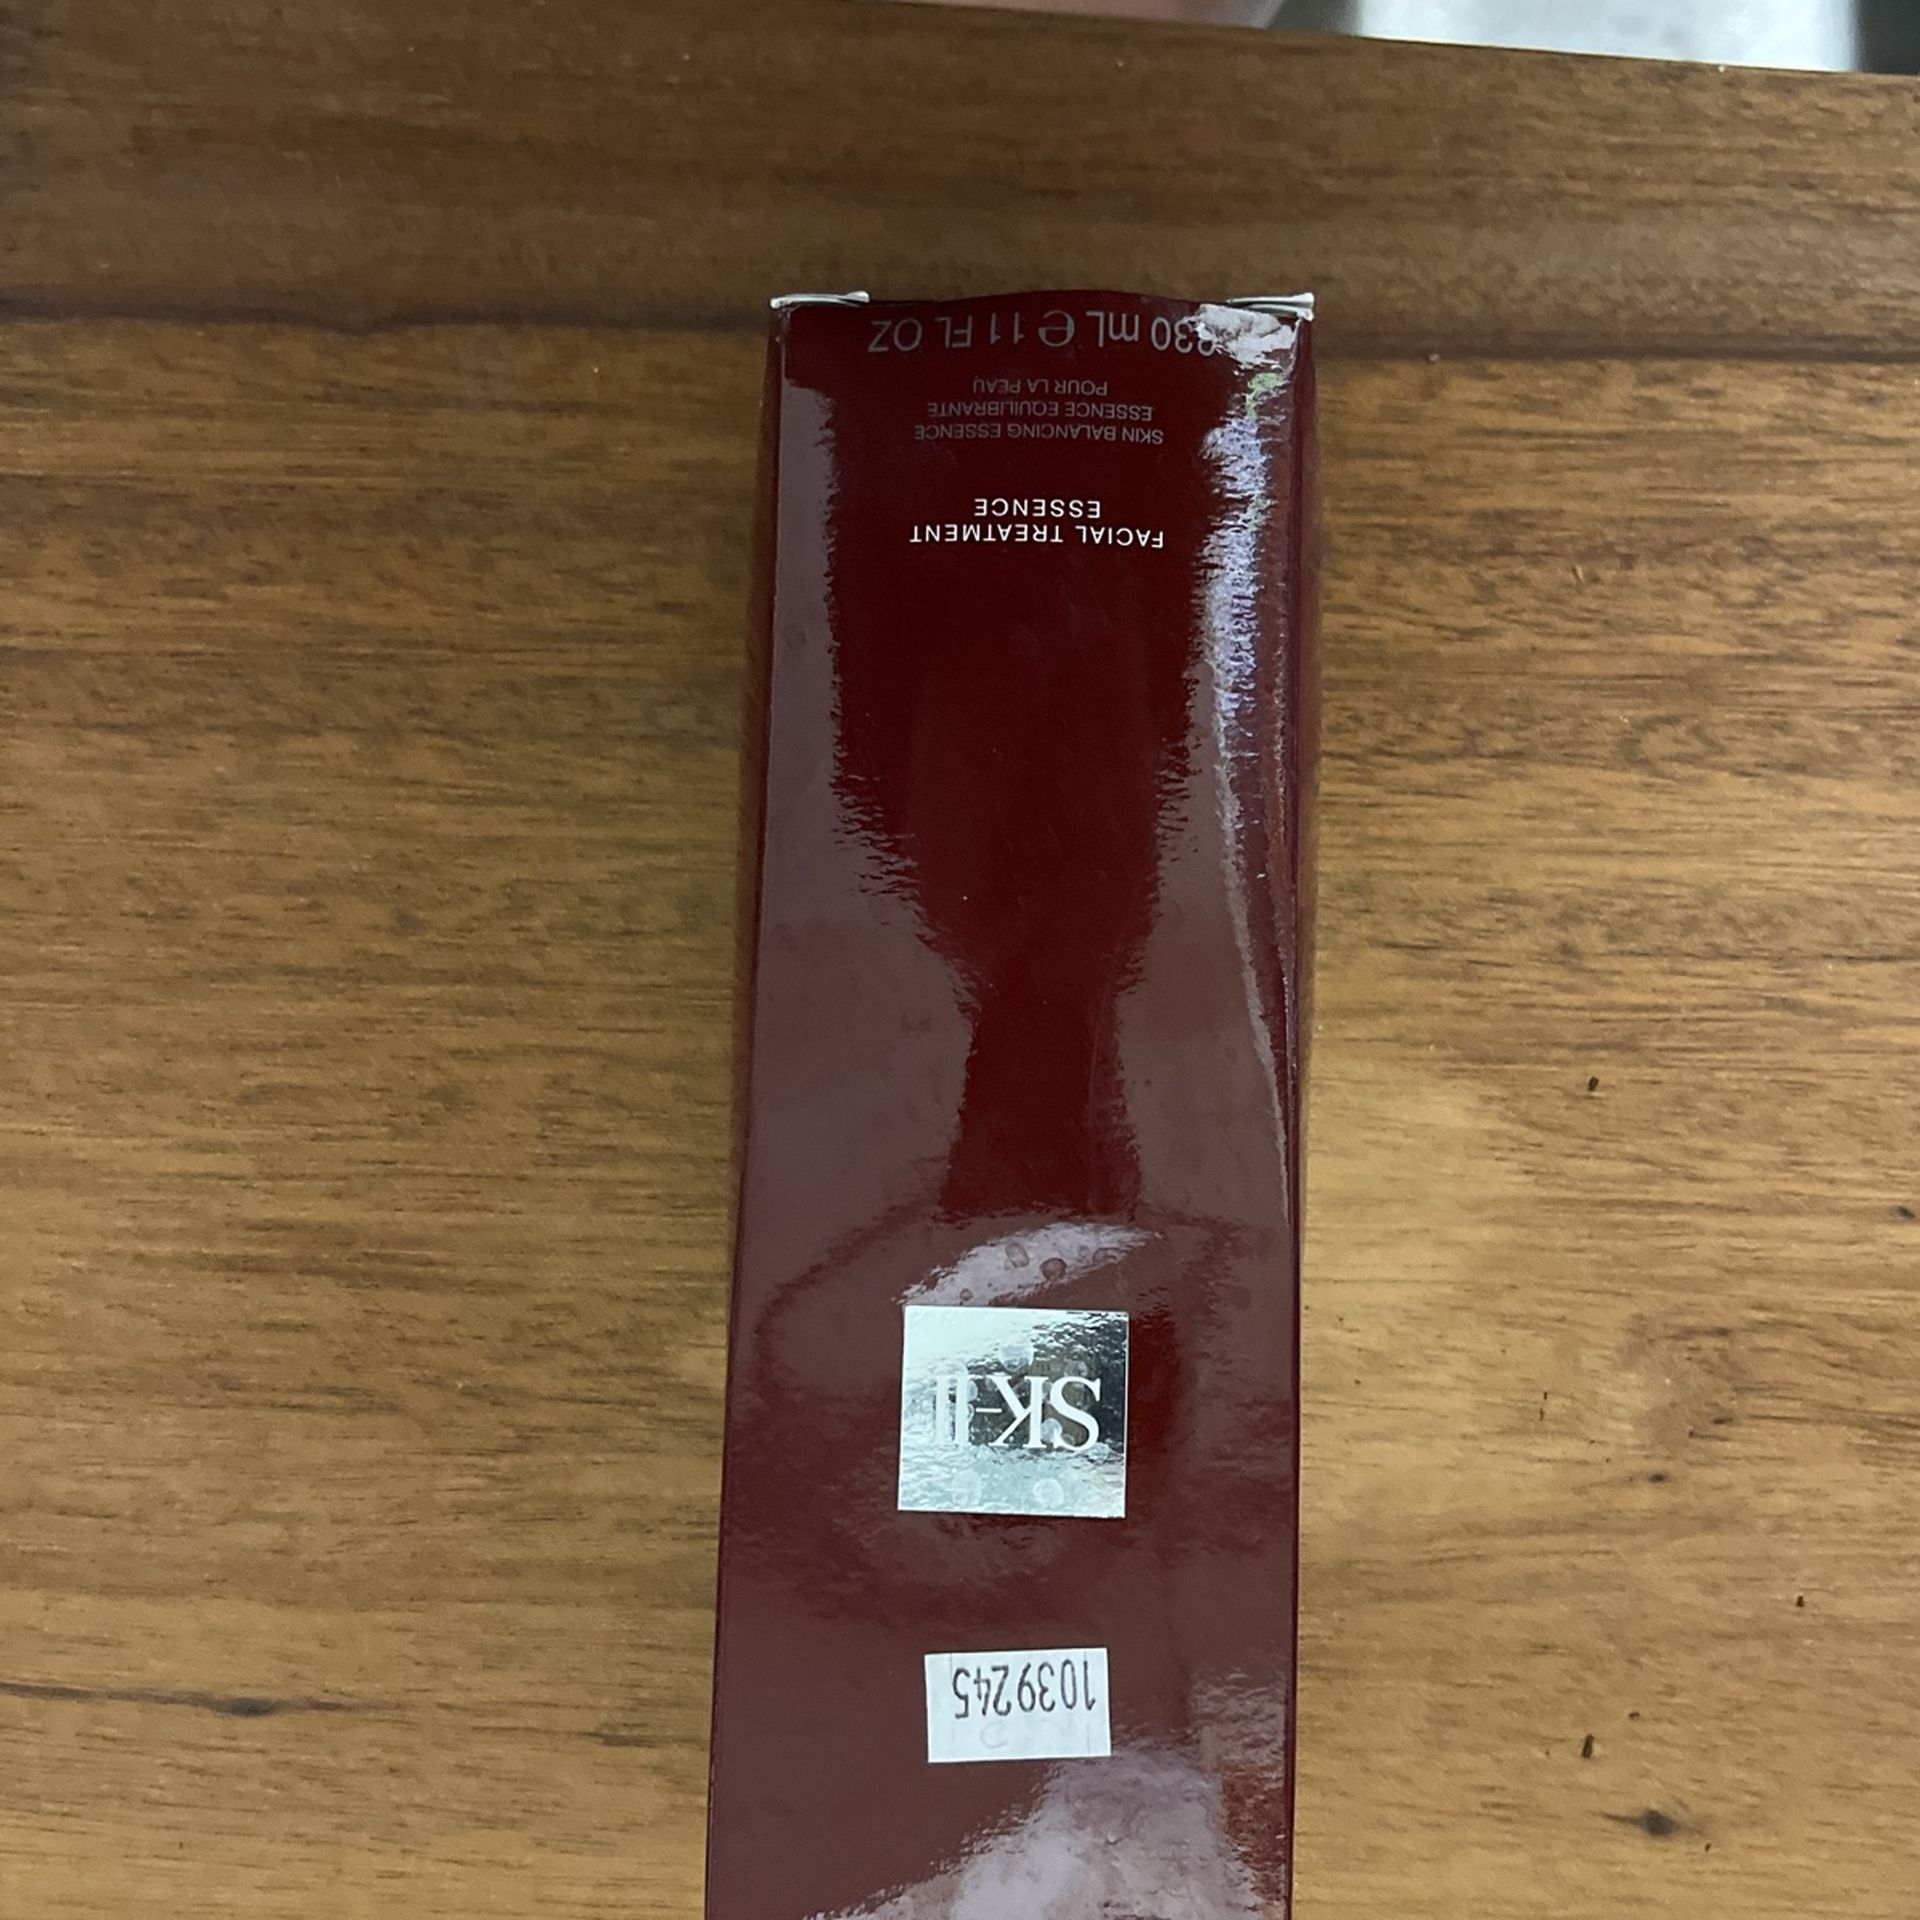 1039245
SK-II
FACIAL TREATMENT
ESSENCE
SKIN BALANCING ESSENCE
ESSENCE EQUILIBRANTE
POUR LA PEAU
330 mL ℮ 11 FL OZ